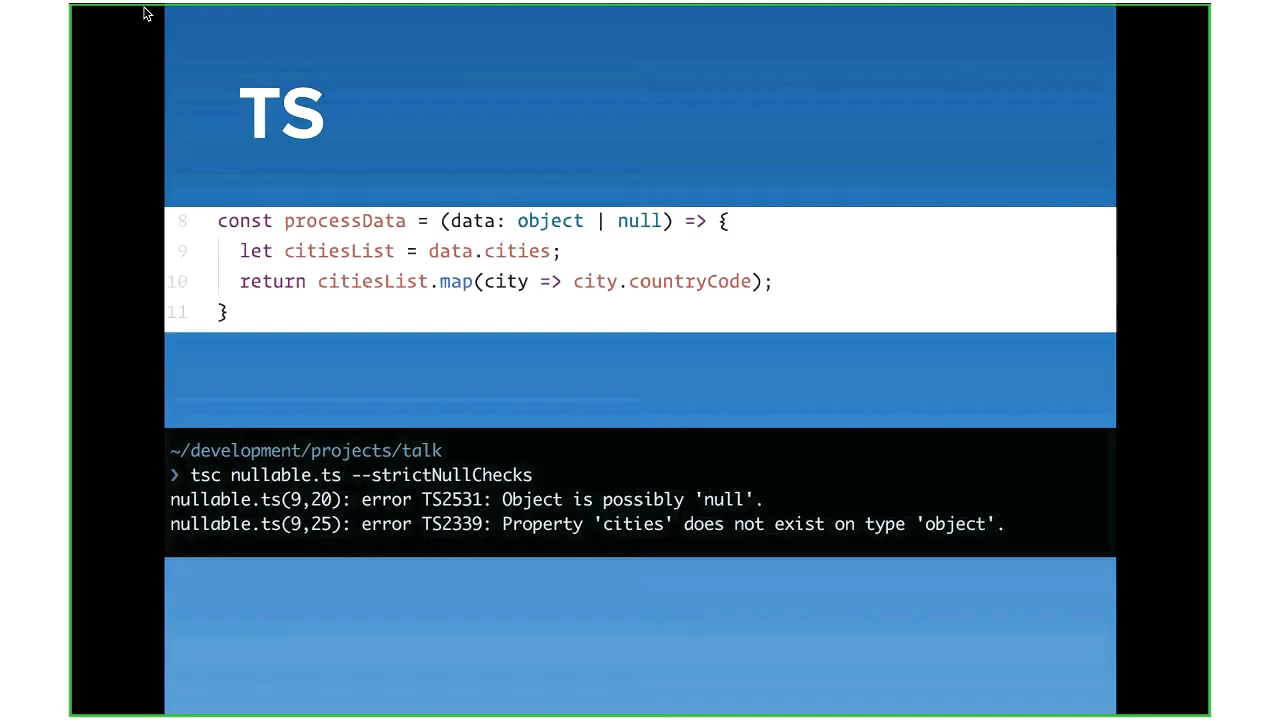 TS
8 const processData = (data: object | null) => {
9 let citiesList = data.cities;
10 return citiesList.map(city => city.countryCode);
11 }
~/development/projects/talk
❯ tsc nullable.ts --strictNullChecks
nullable.ts(9,20): error TS2531: Object is possibly 'null'.
nullable.ts(9,25): error TS2339: Property 'cities' does not exist on type 'object'.